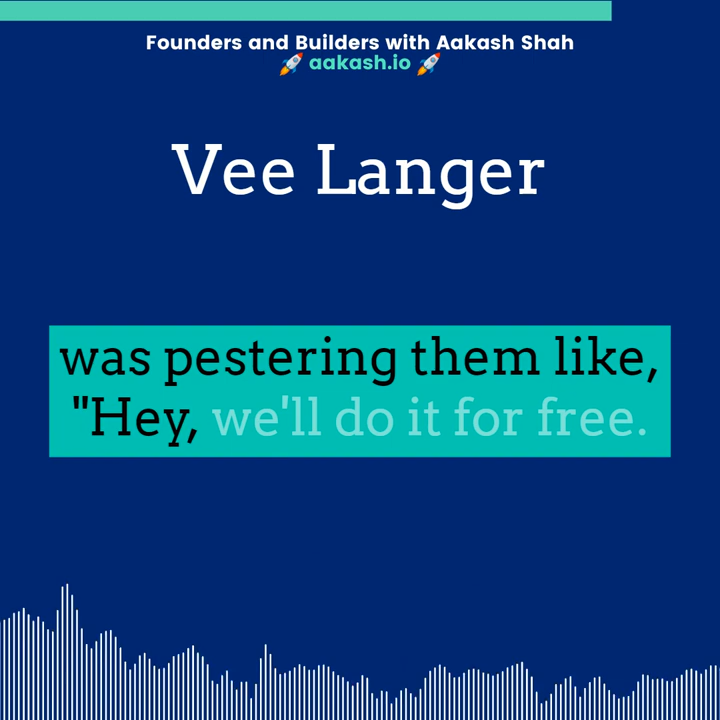 Founders and Builders with Aakash Shah
🚀 aakash.io 🚀
Vee Langer
was pestering them like,
"Hey, we'll do it for free.